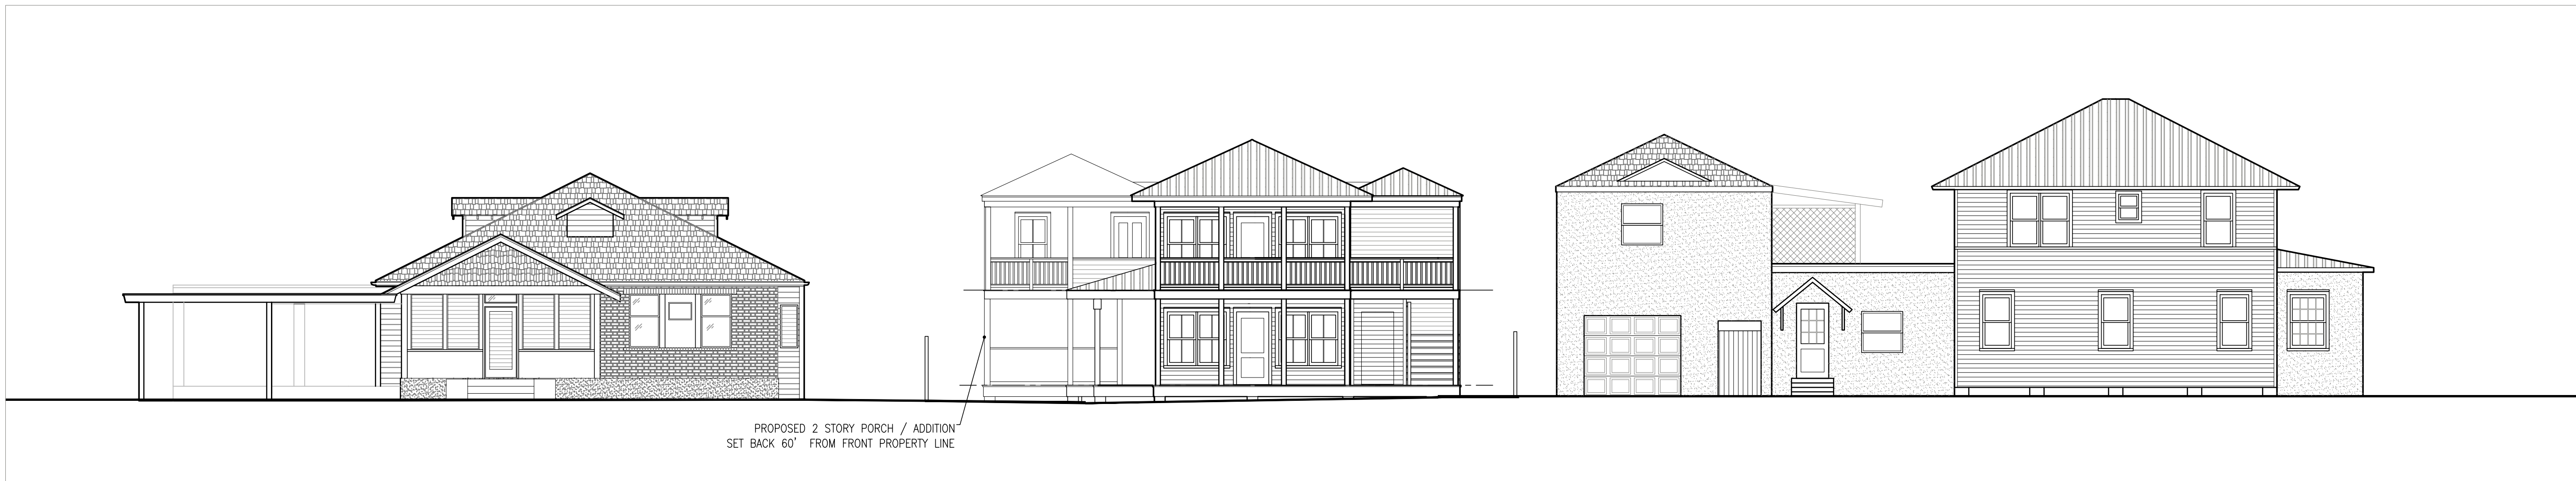 PROPOSED 2 STORY PORCH / ADDITION
SET BACK 60' FROM FRONT PROPERTY LINE